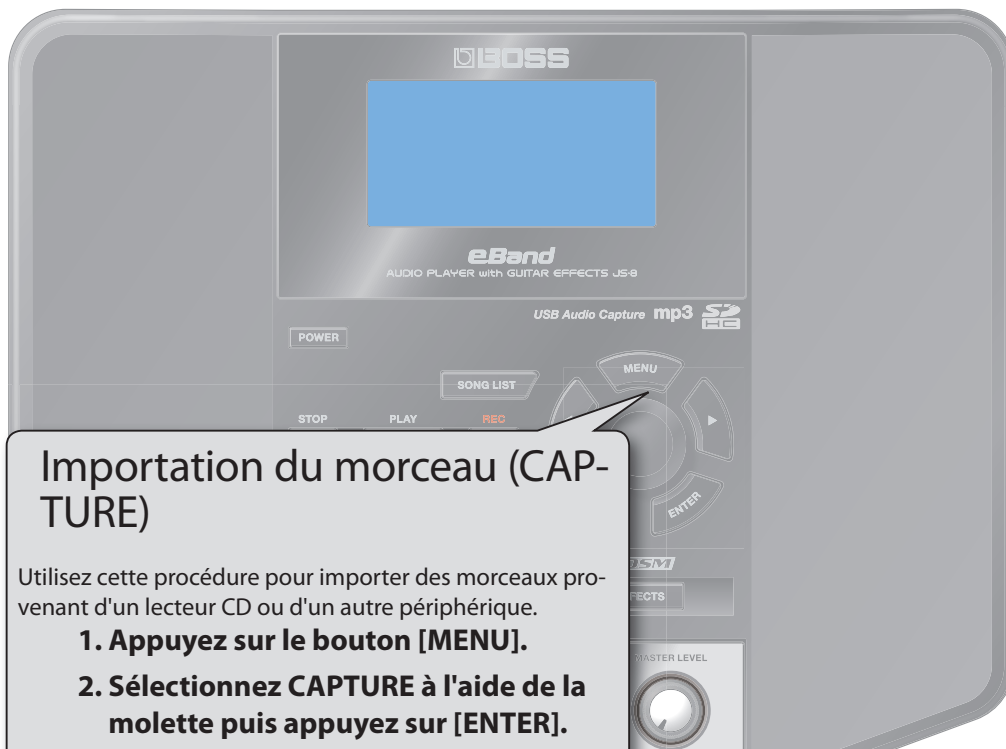 BOSS
eBand
AUDIO PLAYER with GUITAR EFFECTS JS-8
USB Audio Capture mp3 SD HC
POWER
MENU
SONG LIST
STOP PLAY REC
ENTER
Importation du morceau (CAP-
TURE)
Utilisez cette procédure pour importer des morceaux pro-
venant d'un lecteur CD ou d'un autre périphérique.
1. Appuyez sur le bouton [MENU].
2. Sélectionnez CAPTURE à l'aide de la
molette puis appuyez sur [ENTER].
MASTER LEVEL